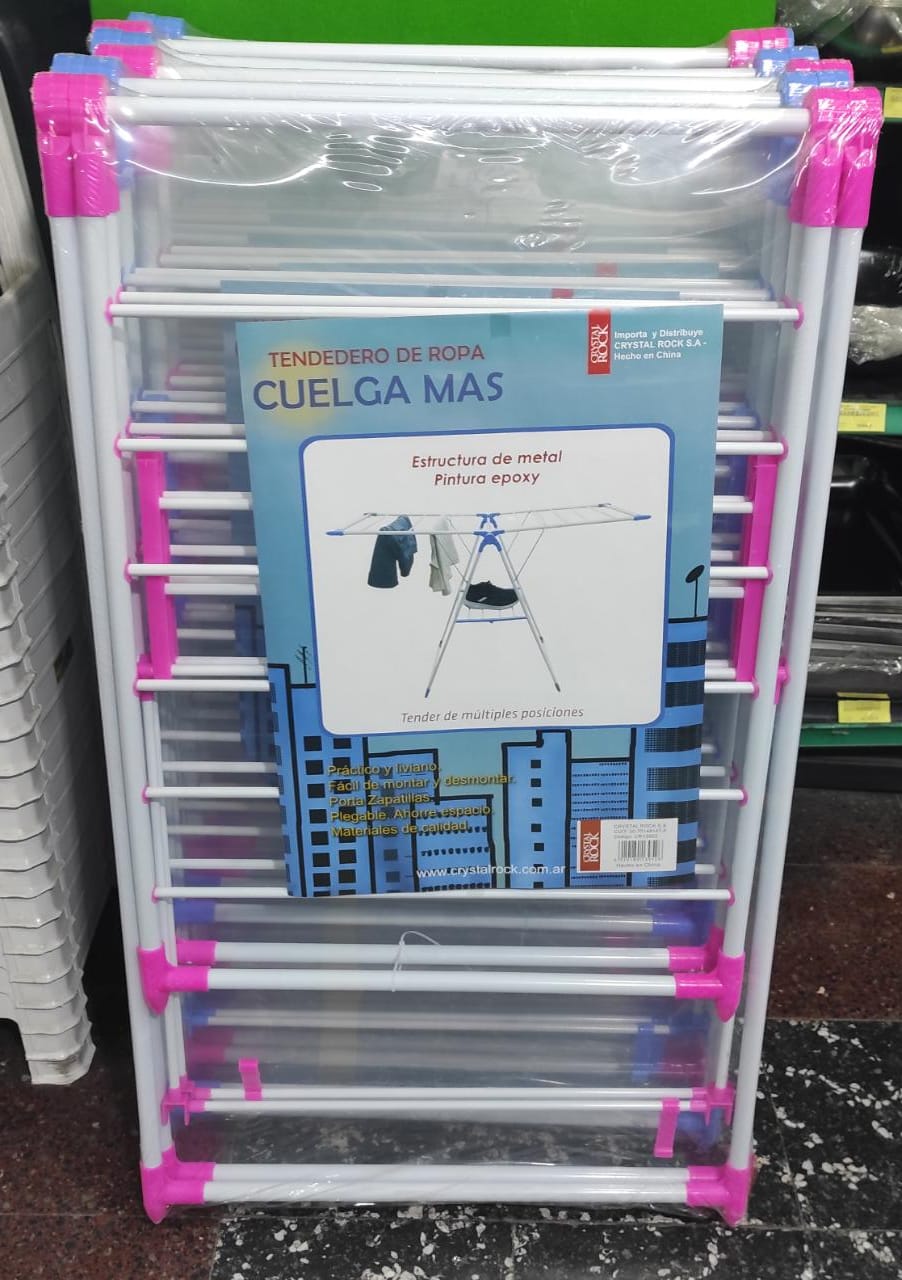 TENDEDERO DE ROPA
CUELGA MAS
CRYSTAL
ROCK
Importa y Distribuye
CRYSTAL ROCK S.A -
Hecho en China
Estructura de metal
Pintura epoxy
Tender de múltiples posiciones
Práctico y liviano.
Fácil de montar y desmontar.
Porta Zapatillas.
Plegable. Ahorre espacio.
Materiales de calidad.
www.crystalrock.com.ar
CRYSTAL
ROCK
CRYSTAL ROCK S.A
Hecho en China